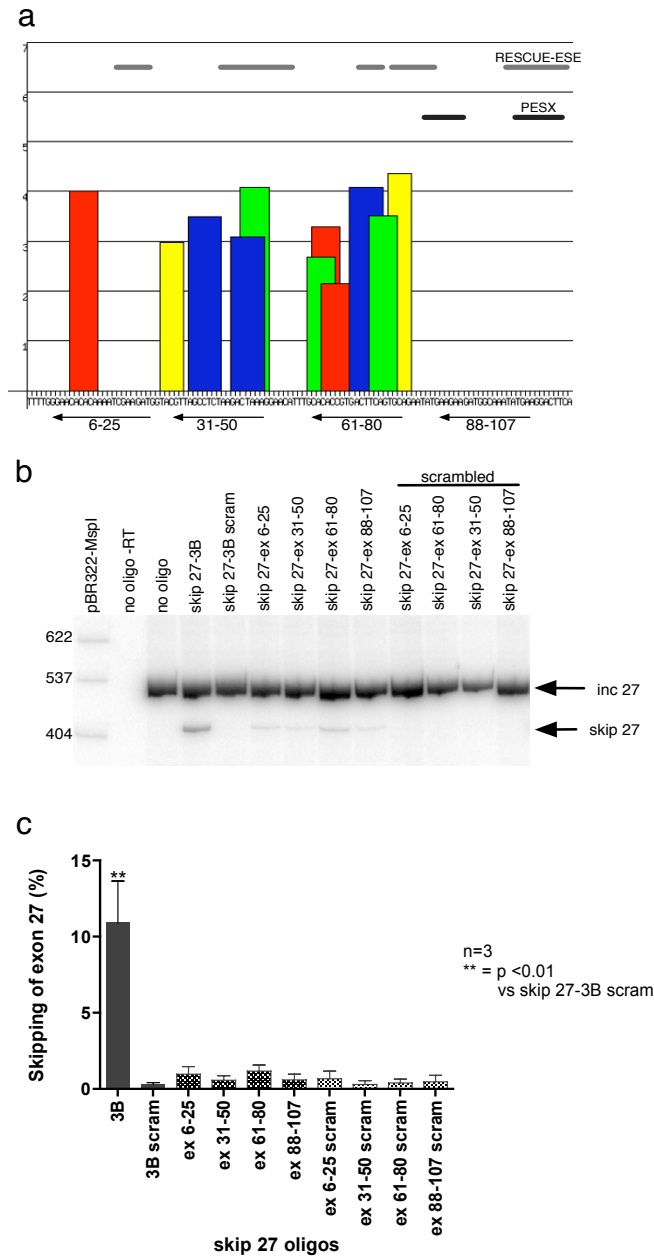 a
7
RESCUE-ESE
6
PESX
5
4
3
2
1
6-25
31-50
61-80
88-107
b
scrambled
pBR322-MspI
no oligo -RT
no oligo
skip 27-3B
skip 27-3B scram
skip 27-ex 6-25
skip 27-ex 31-50
skip 27-ex 61-80
skip 27-ex 88-107
skip 27-ex 6-25
skip 27-ex 61-80
skip 27-ex 31-50
skip 27-ex 88-107
622
537
404
inc 27
skip 27
c
Skipping of exon 27 (%)
15
10
5
0
**
n=3
** = p <0.01
vs skip 27-3B scram
3B
3B scram
ex 6-25
ex 31-50
ex 61-80
ex 88-107
ex 6-25 scram
ex 31-50 scram
ex 61-80 scram
ex 88-107 scram
skip 27 oligos